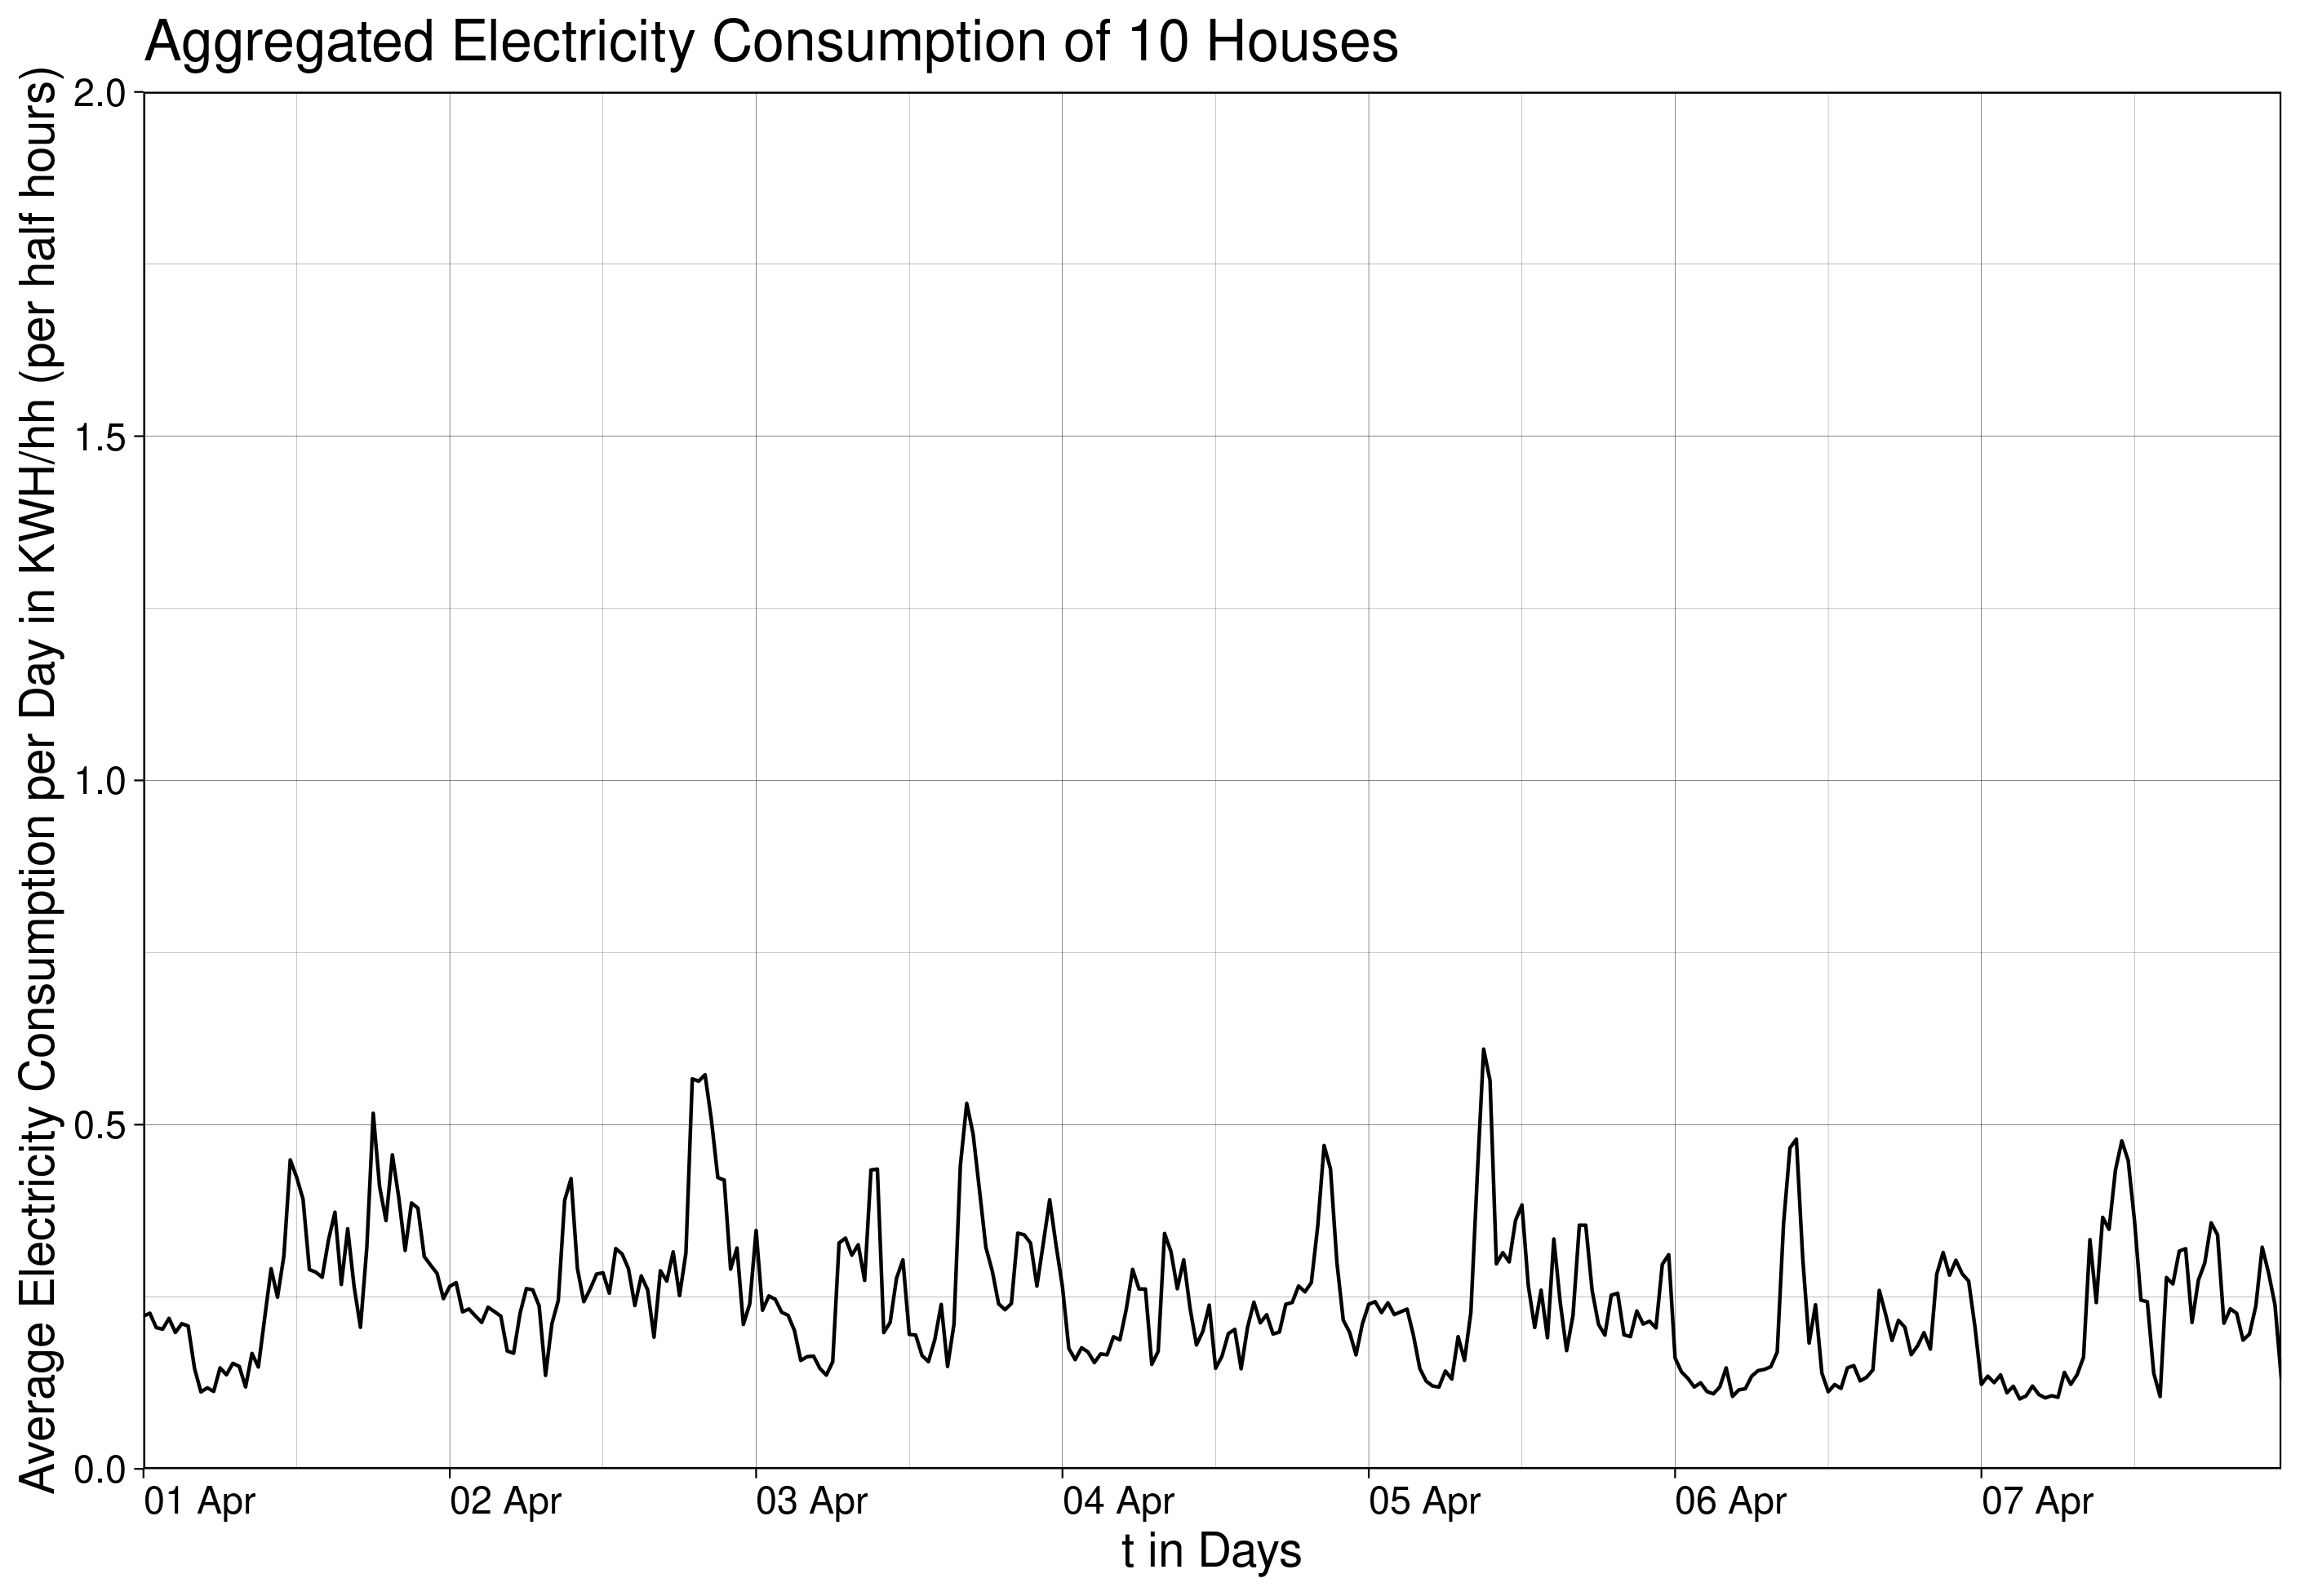 Aggregated Electricity Consumption of 10 Houses
Average Electricity Consumption per Day in KWH/hh (per half hours)
2.0
1.5
1.0
0.5
0.0
01 Apr
02 Apr
03 Apr
04 Apr
05 Apr
06 Apr
07 Apr
t in Days